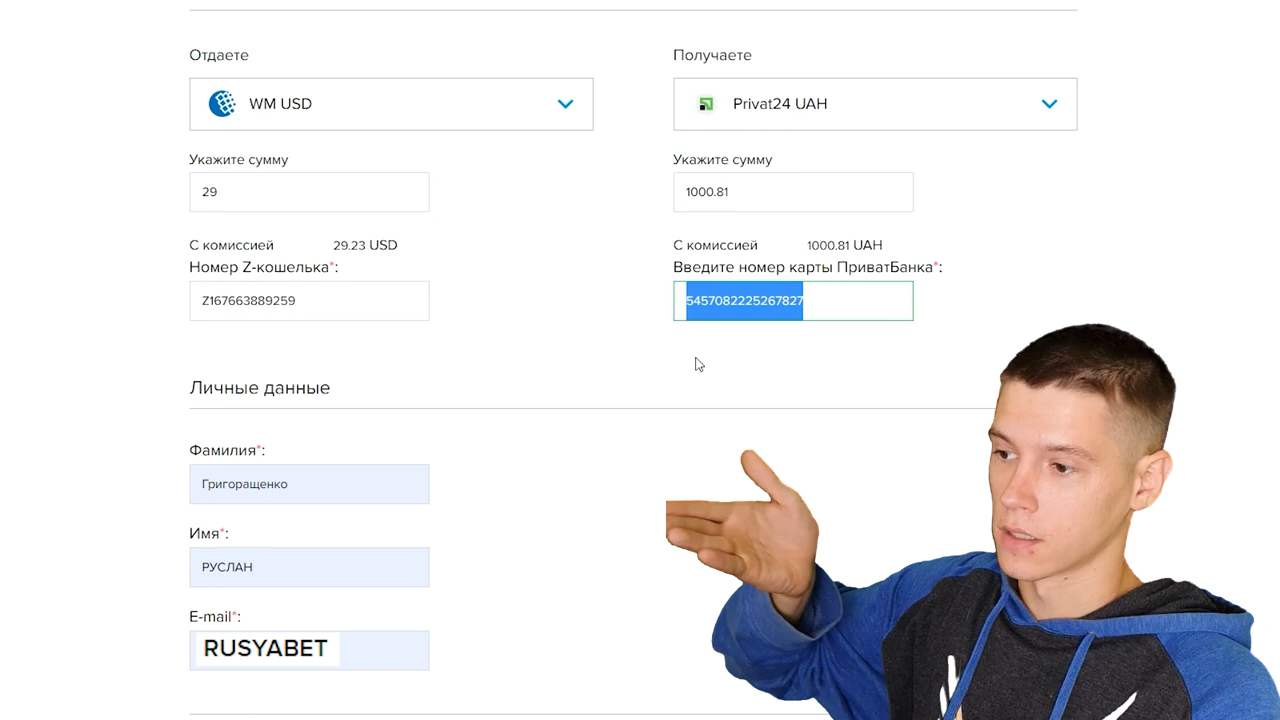 Отдаете
Получаете
WM USD
Privat24 UAH
Укажите сумму
Укажите сумму
29
1000.81
С комиссией 29.23 USD
С комиссией 1000.81 UAH
Номер Z-кошелька*:
Введите номер карты ПриватБанка*:
Z167663889259
5457082225267827
Личные данные
Фамилия*:
Григоращенко
Имя*:
РУСЛАН
E-mail*:
RUSYABET